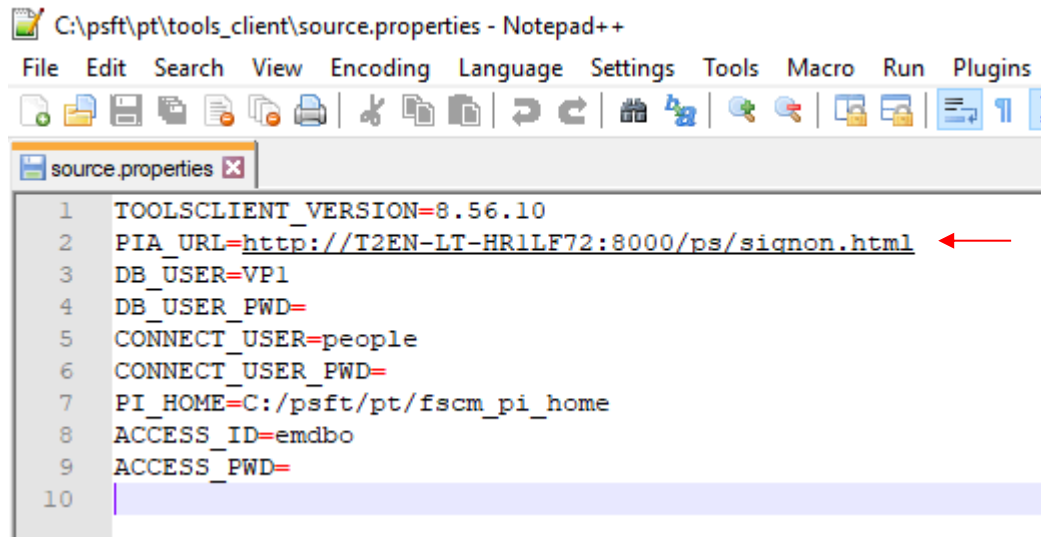 C:\psft\pt\tools_client\source.properties - Notepad++
File Edit Search View Encoding Language Settings Tools Macro Run Plugins
source.properties
1 TOOLSCLIENT_VERSION=8.56.10
2 PIA_URL=http://T2EN-LT-HR1LF72:8000/ps/signon.html
3 DB_USER=VP1
4 DB_USER_PWD=
5 CONNECT_USER=people
6 CONNECT_USER_PWD=
7 PI_HOME=C:/psft/pt/fscm_pi_home
8 ACCESS_ID=emdbo
9 ACCESS_PWD=
10